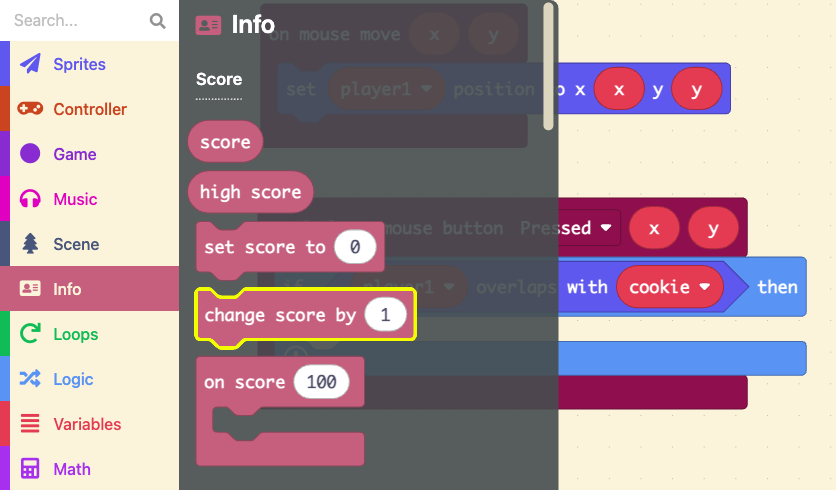 Search...
Sprites
Controller
Game
Music
Scene
Info
Loops
Logic
Variables
Math
Info
Score
score
high score
set score to 0
change score by 1
on score 100
on mouse move x y
set player1 position to x x y y
mouse button Pressed x y
if player1 overlaps with cookie then